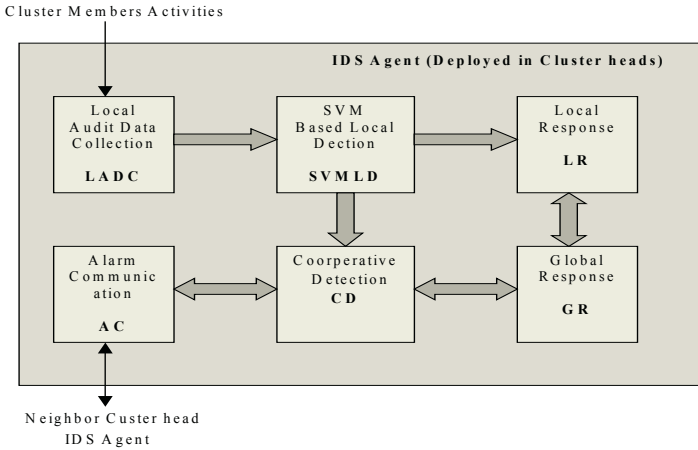 Cluster Members Activities
IDS Agent (Deployed in Cluster heads)
Local
Audit Data
Collection
LADC
SVM
Based Local
Dection
SVMLD
Local
Response
LR
Alarm
Communic
ation
AC
Coorperative
Detection
CD
Global
Response
GR
Neighbor Custer head
IDS Agent